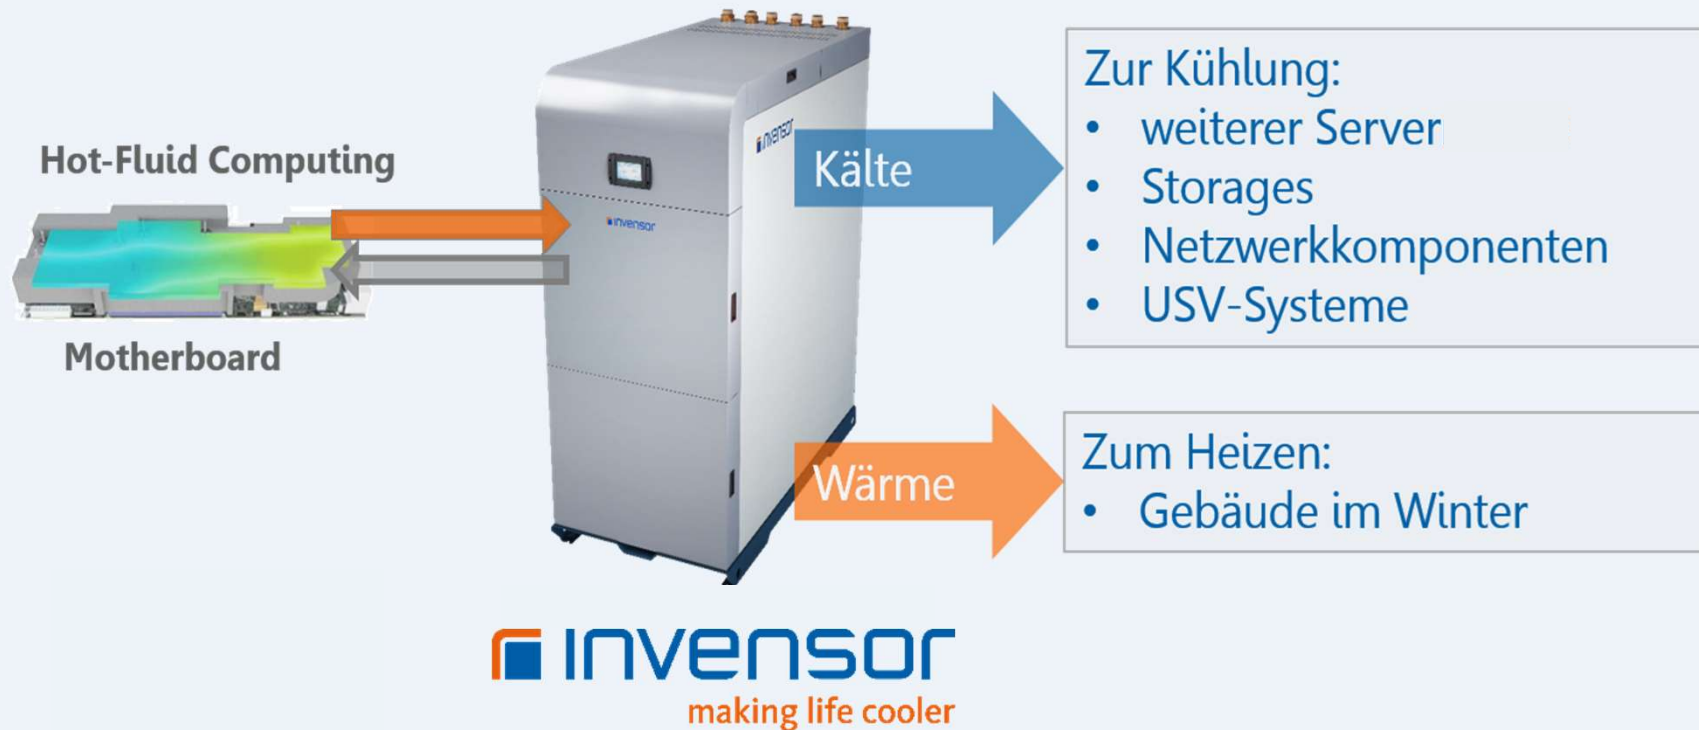 Hot-Fluid Computing
Motherboard
invensor
invensor
Kälte
Wärme
Zur Kühlung:
• weiterer Server
• Storages
• Netzwerkkomponenten
• USV-Systeme
Zum Heizen:
• Gebäude im Winter
invensor
making life cooler